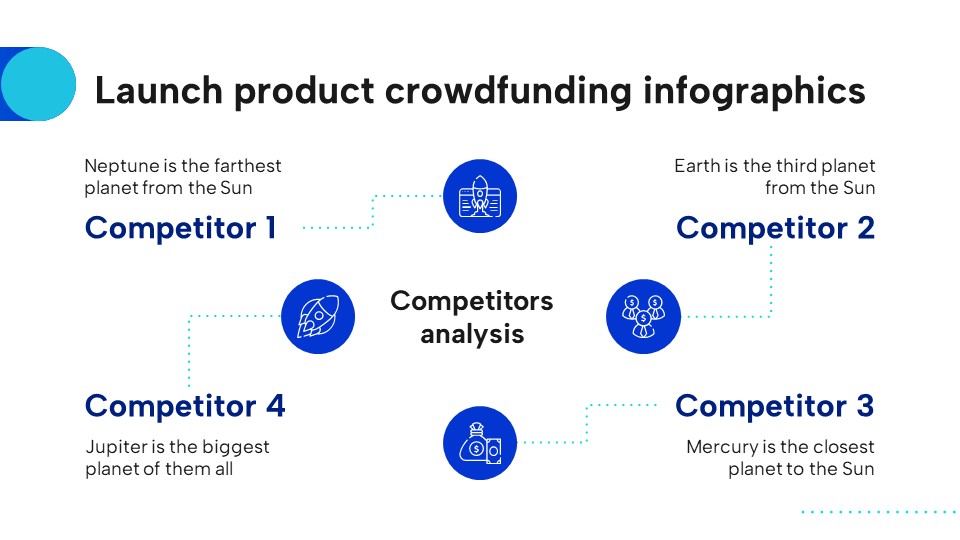 Launch product crowdfunding infographics
Neptune is the farthest
planet from the Sun
Competitor 1
Earth is the third planet
from the Sun
Competitor 2
Competitors
analysis
Competitor 4
Jupiter is the biggest
planet of them all
Competitor 3
Mercury is the closest
planet to the Sun